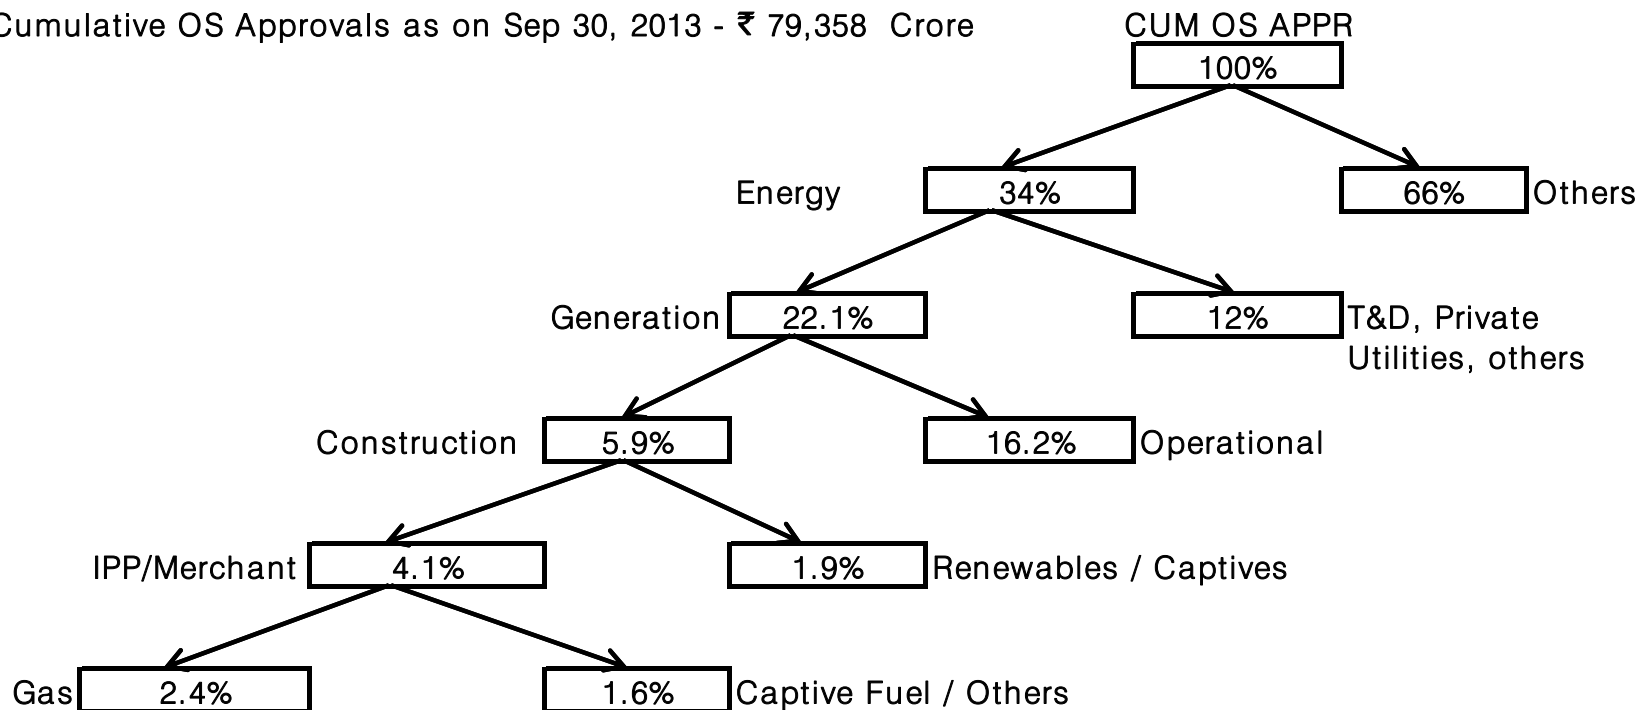 Cumulative OS Approvals as on Sep 30, 2013 - ₹ 79,358 Crore
CUM OS APPR
100%
Energy
34%
66%
Others
Generation
22.1%
12%
T&D, Private
Utilities, others
Construction
5.9%
16.2%
Operational
IPP/Merchant
4.1%
1.9%
Renewables / Captives
Gas
2.4%
1.6%
Captive Fuel / Others